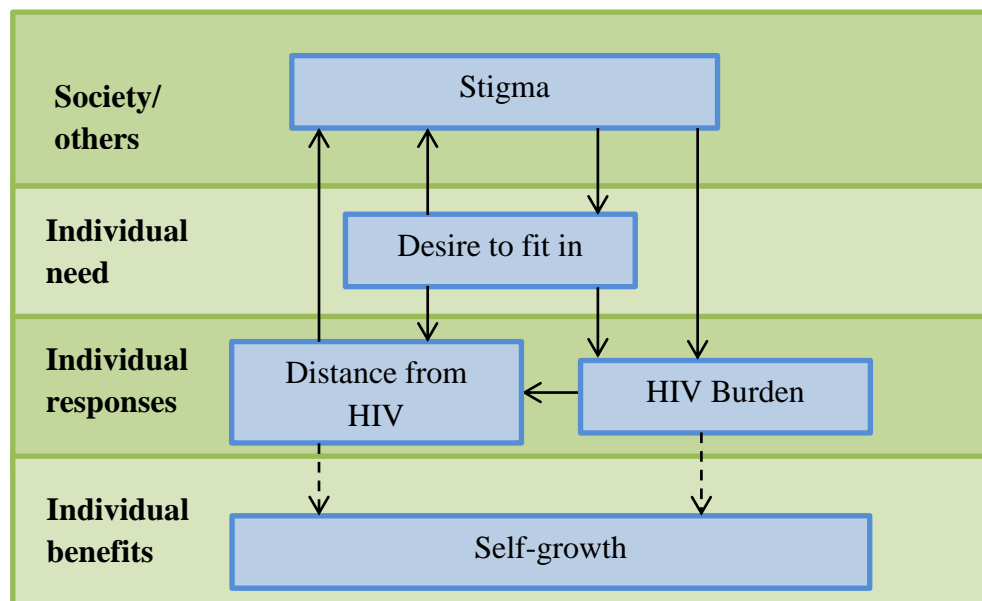 Society/
others
Stigma
Individual
need
Desire to fit in
Individual
responses
Distance from
HIV
HIV Burden
Individual
benefits
Self-growth